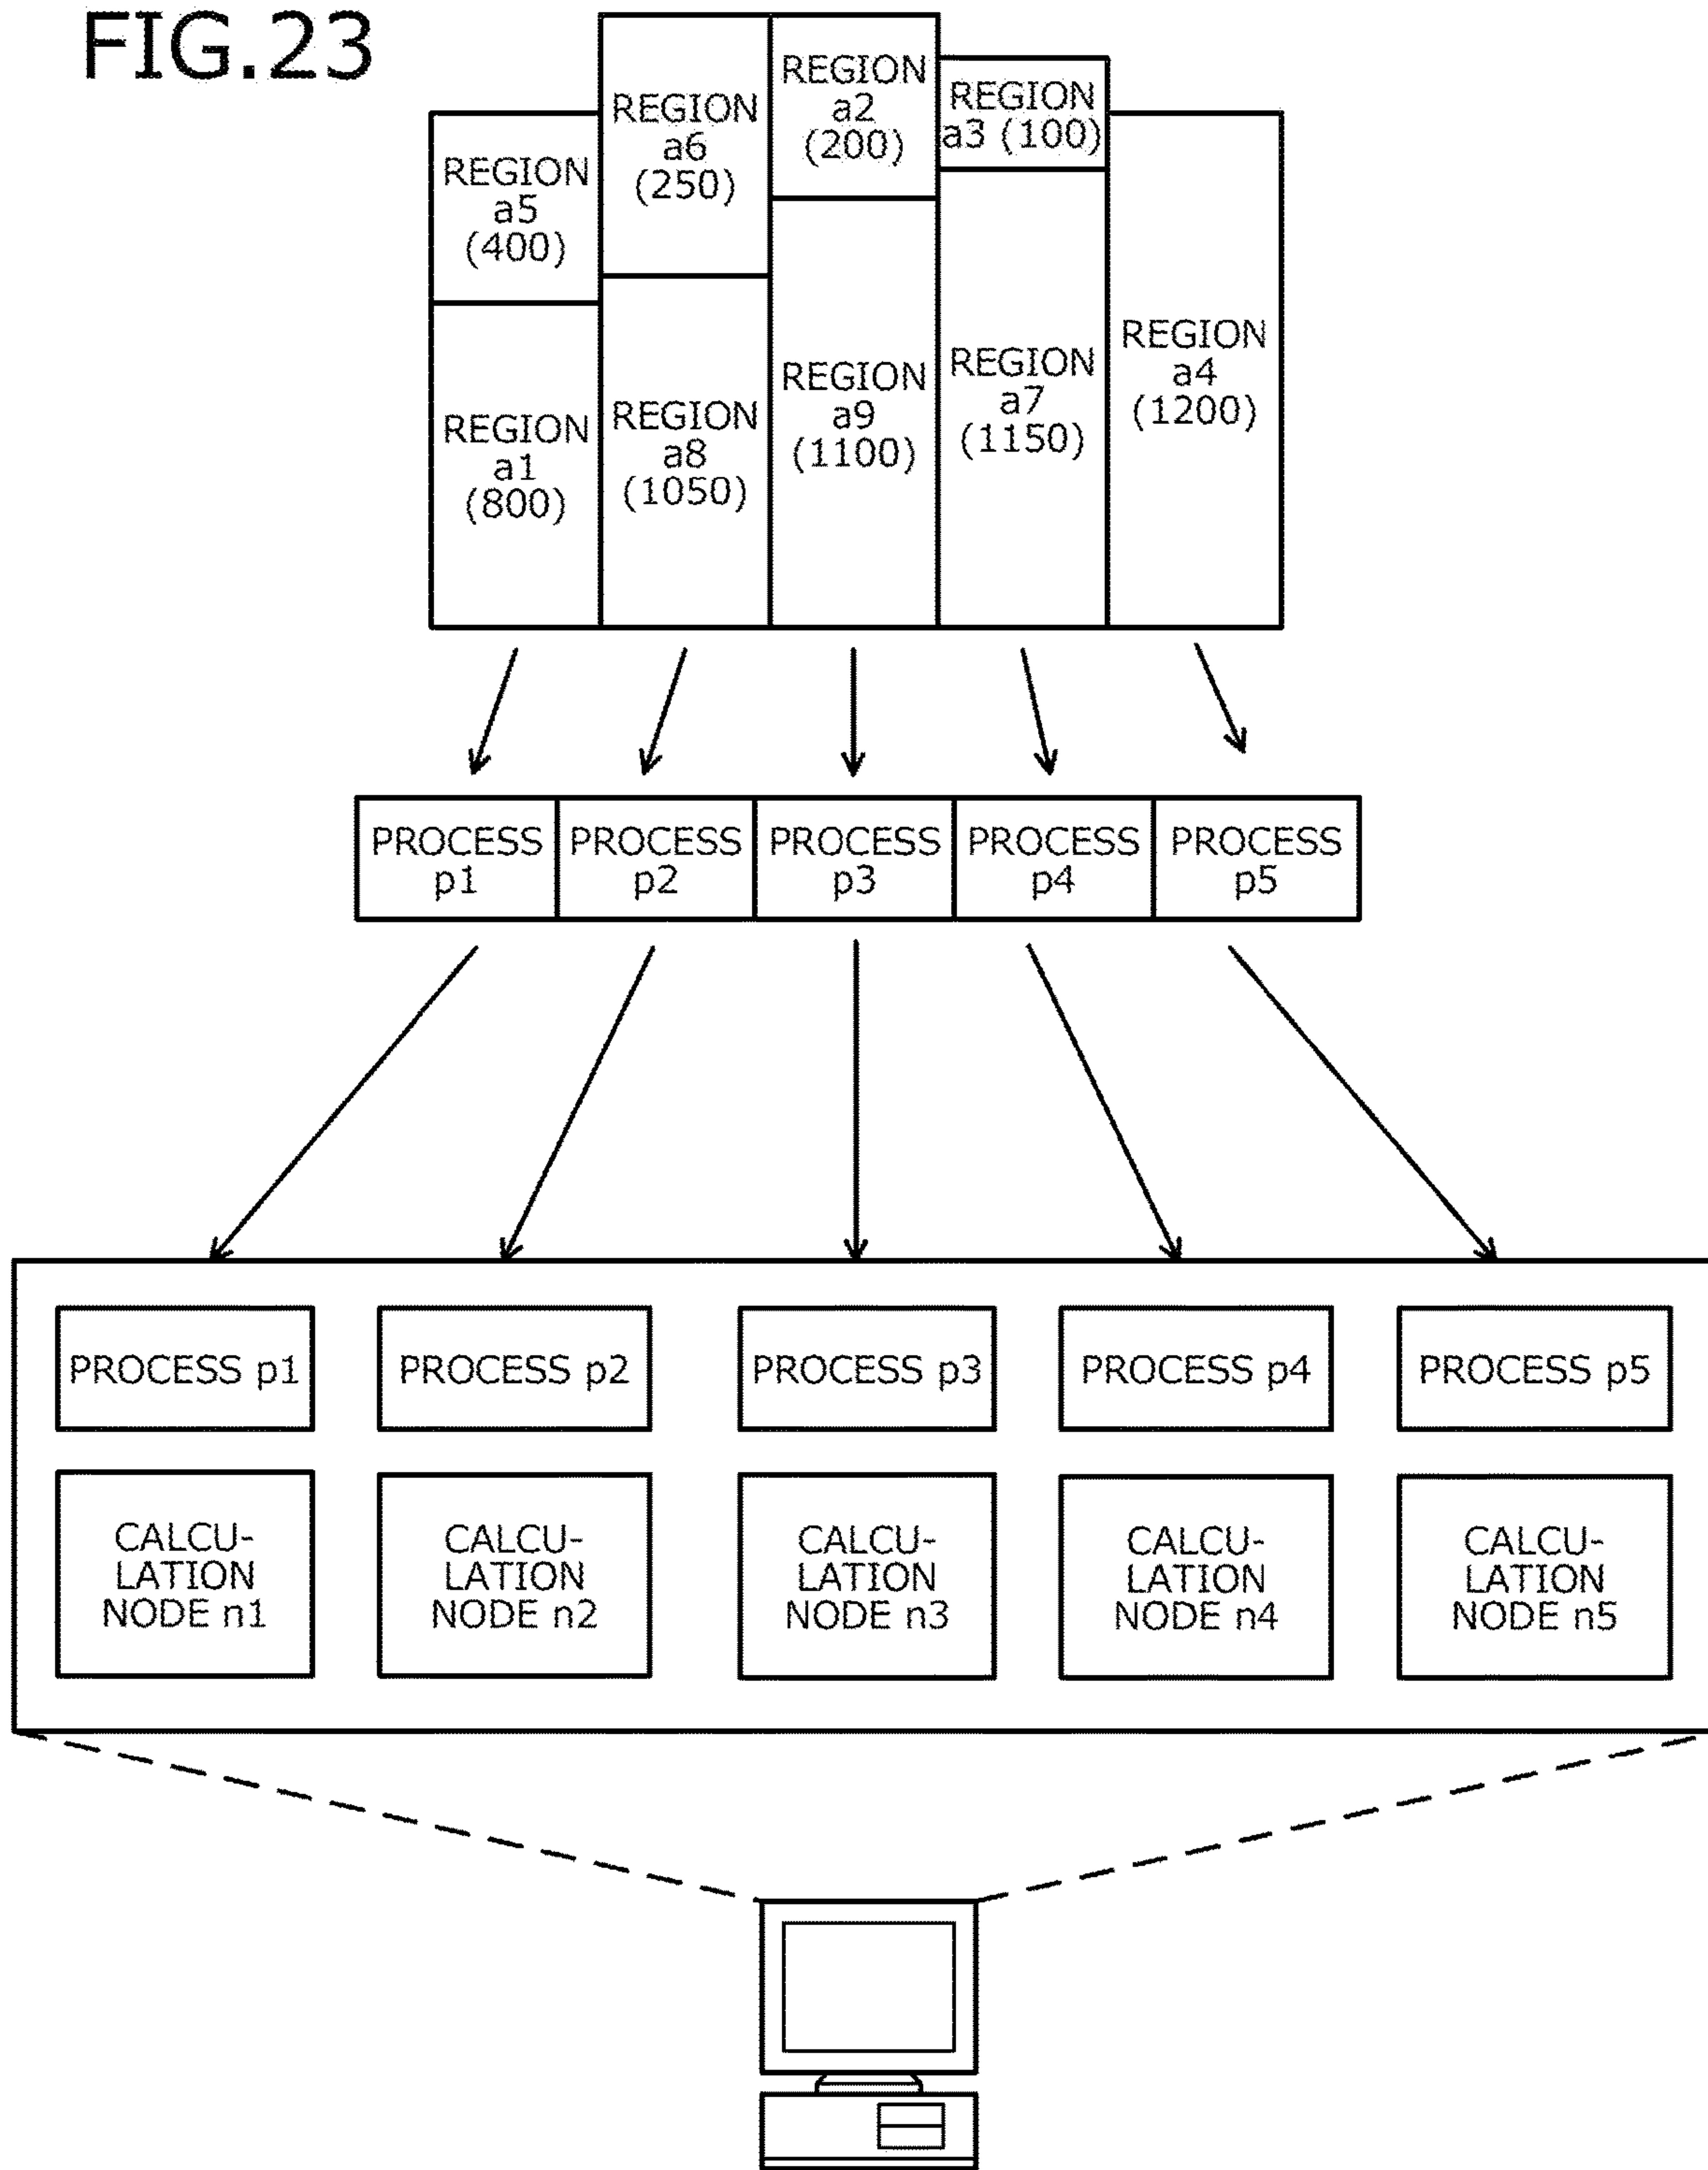 FIG.23
REGION
a5
(400)
REGION
a1
(800)
REGION
a6
(250)
REGION
a8
(1050)
REGION
a2
(200)
REGION
a9
(1100)
REGION
a3 (100)
REGION
a7
(1150)
REGION
a4
(1200)
PROCESS
p1
PROCESS
p2
PROCESS
p3
PROCESS
p4
PROCESS
p5
PROCESS p1
PROCESS p2
PROCESS p3
PROCESS p4
PROCESS p5
CALCU-
LATION
NODE n1
CALCU-
LATION
NODE n2
CALCU-
LATION
NODE n3
CALCU-
LATION
NODE n4
CALCU-
LATION
NODE n5